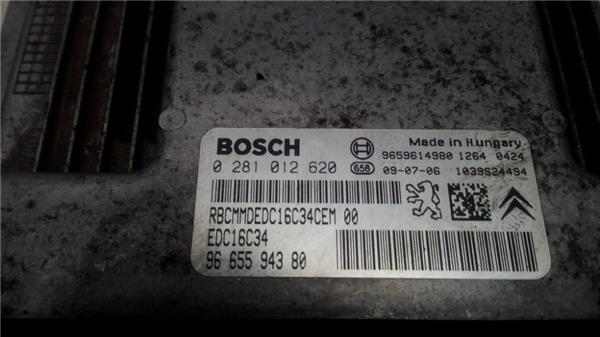 BOSCH
Made in Hungary
0 281 012 620
658
9659614980 1264 0424
09-07-06 1039S24494
RBCMMDEDC16C34CEM 00
EDC16C34
96 655 943 80